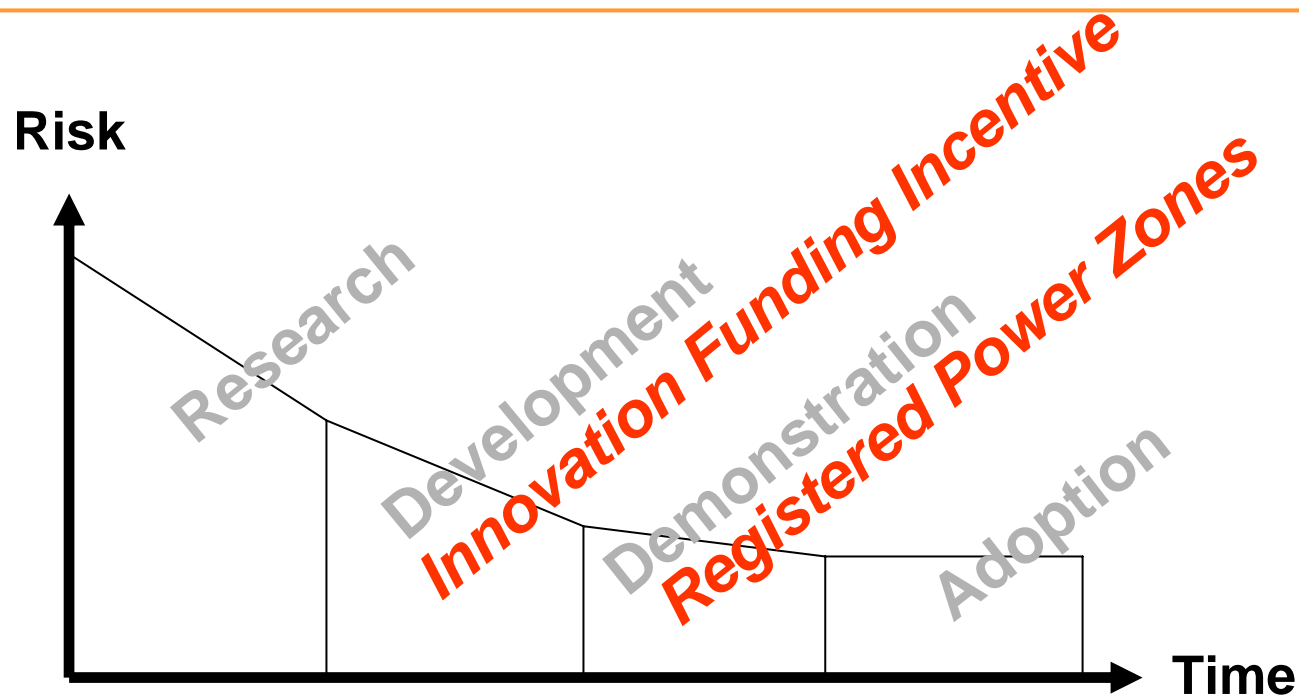 Risk
Research
Development
Innovation Funding Incentive
Demonstration
Registered Power Zones
Adoption
Time